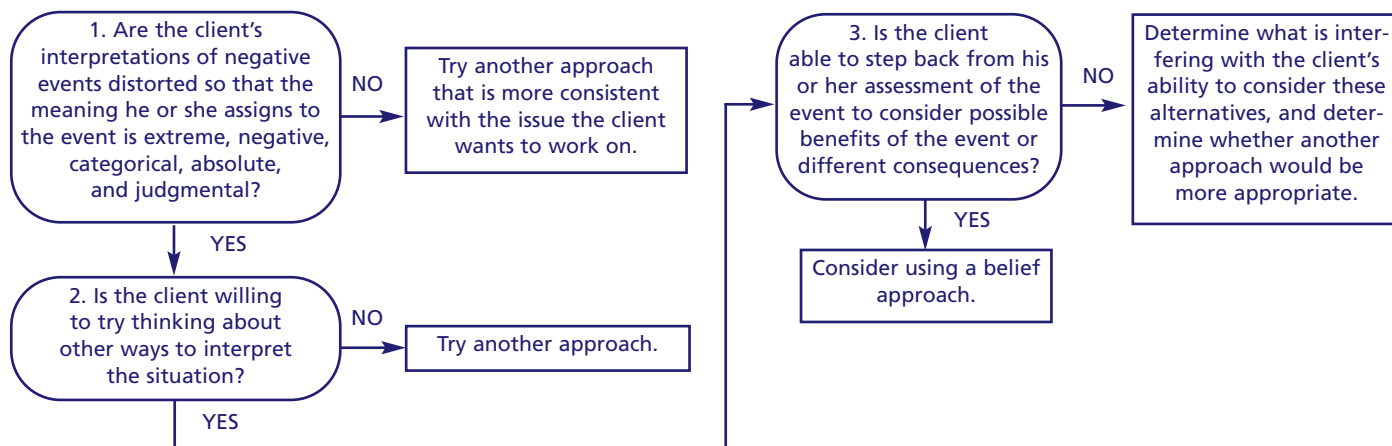 1. Are the client’s
interpretations of negative
events distorted so that the
meaning he or she assigns to
the event is extreme, negative,
categorical, absolute,
and judgmental?
NO
Try another approach
that is more consistent
with the issue the client
wants to work on.
YES
2. Is the client willing
to try thinking about
other ways to interpret
the situation?
NO
Try another approach.
YES
3. Is the client
able to step back from his
or her assessment of the
event to consider possible
benefits of the event or
different consequences?
NO
Determine what is inter-
fering with the client’s
ability to consider these
alternatives, and deter-
mine whether another
approach would be
more appropriate.
YES
Consider using a belief
approach.